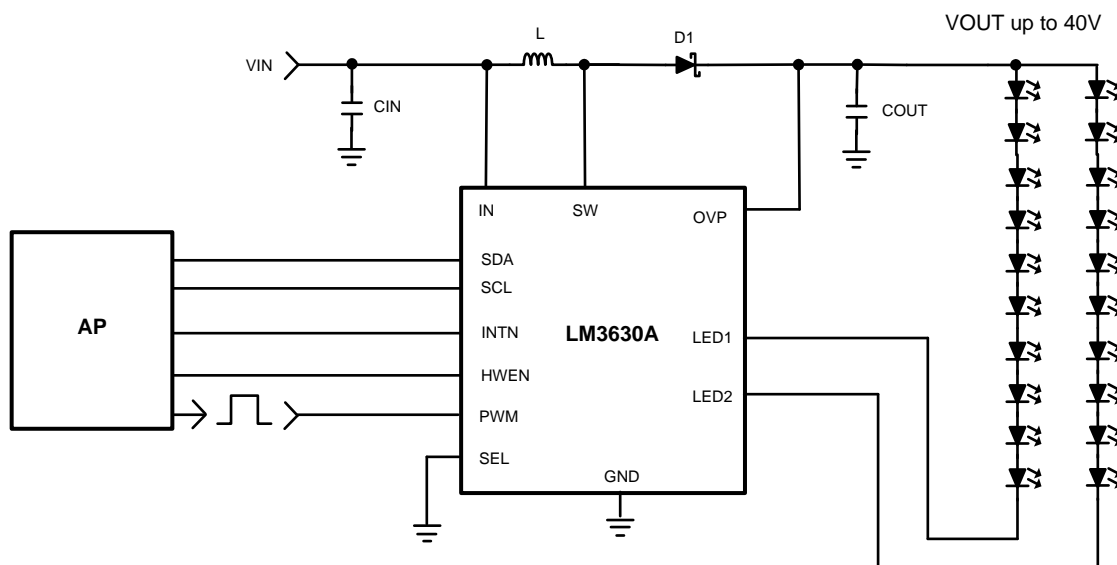 VOUT up to 40V
L
D1
VIN
CIN
COUT
IN
SW
OVP
SDA
SCL
AP
INTN
LM3630A
LED1
HWEN
LED2
PWM
SEL
GND